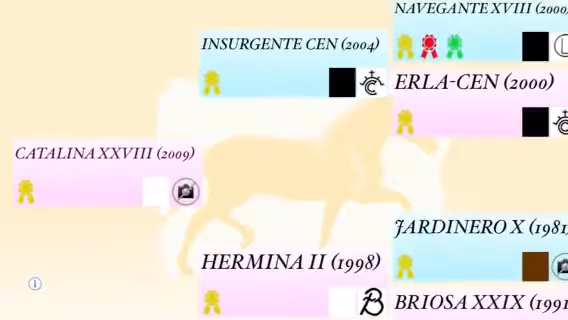 NAVEGANTE XVIII (2000)
INSURGENTE CEN (2004)
ERLA-CEN (2000)
CATALINA XXVIII (2009)
JARDINERO X (1981
HERMINA II (1998)
BRIOSA XXIX (1991